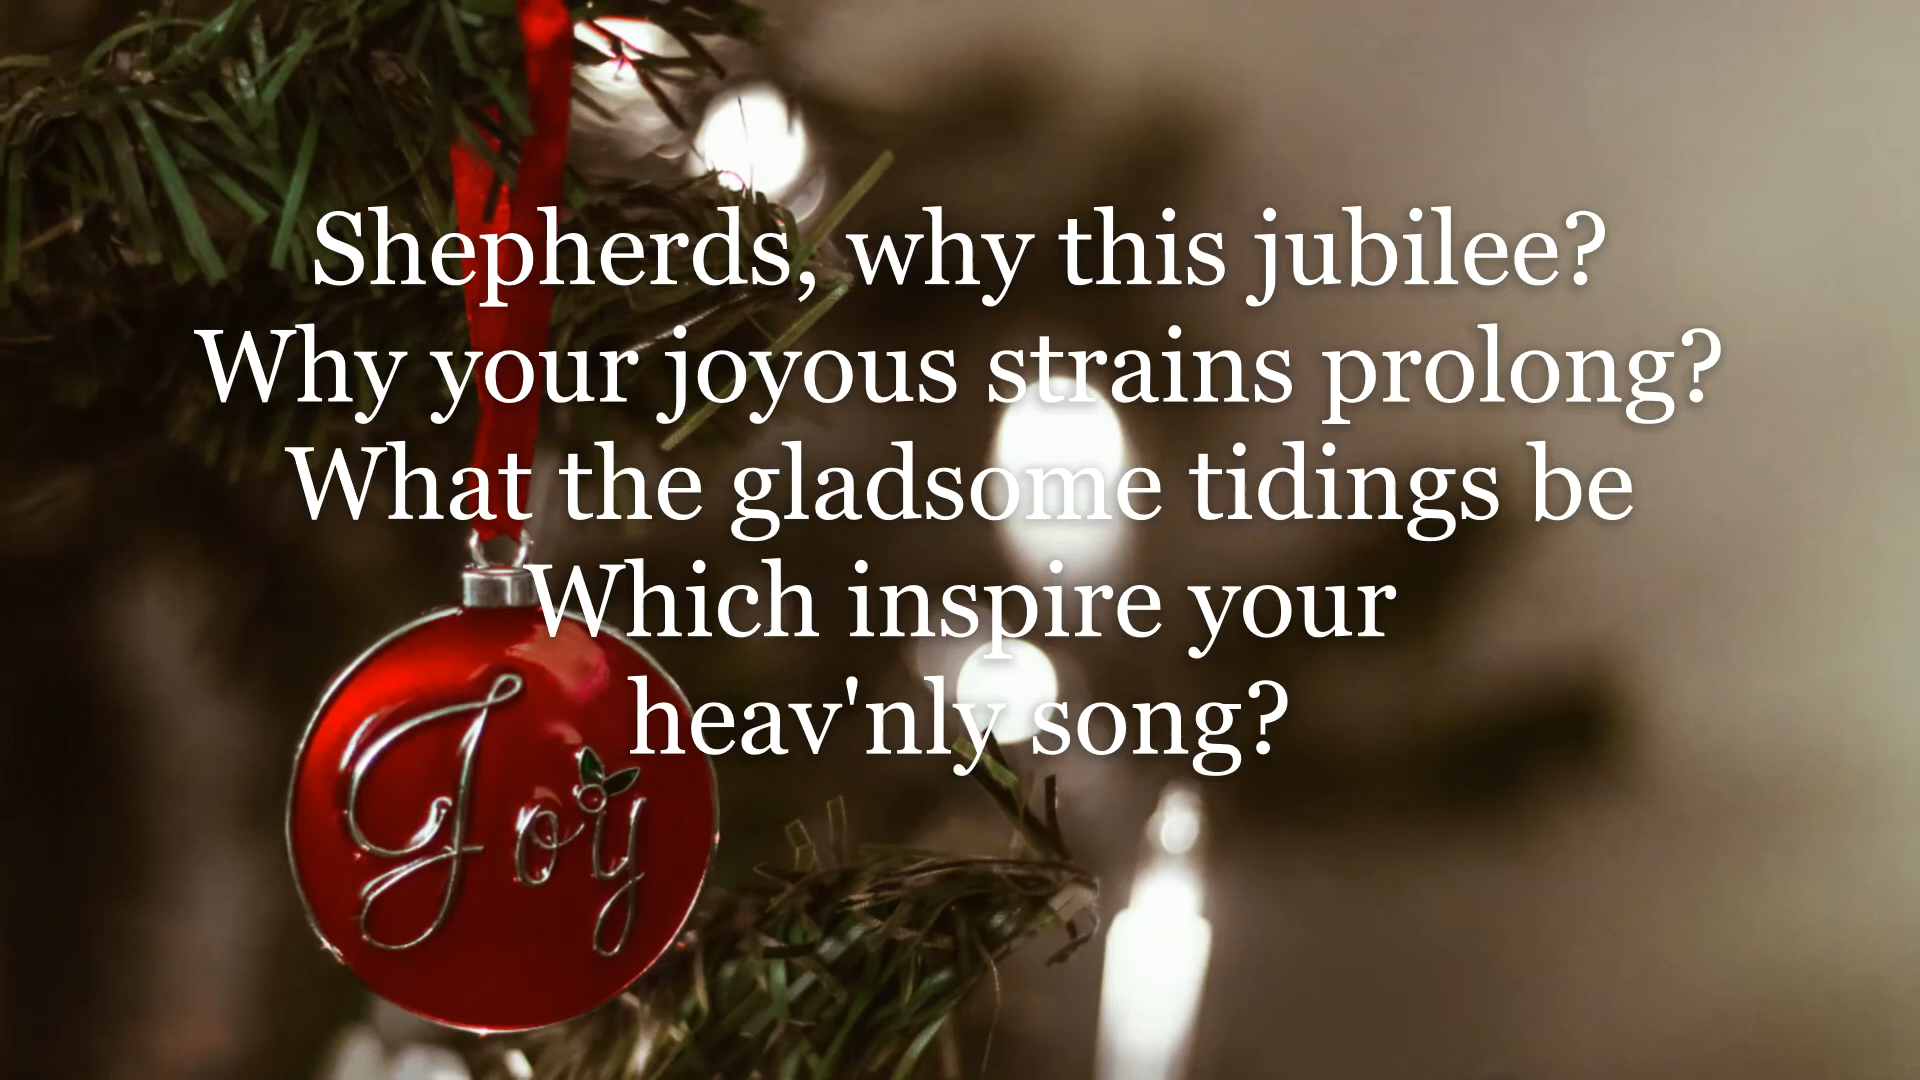 Shepherds, why this jubilee?
Why your joyous strains prolong?
What the gladsome tidings be
Which inspire your
heav'nly song?
Joy